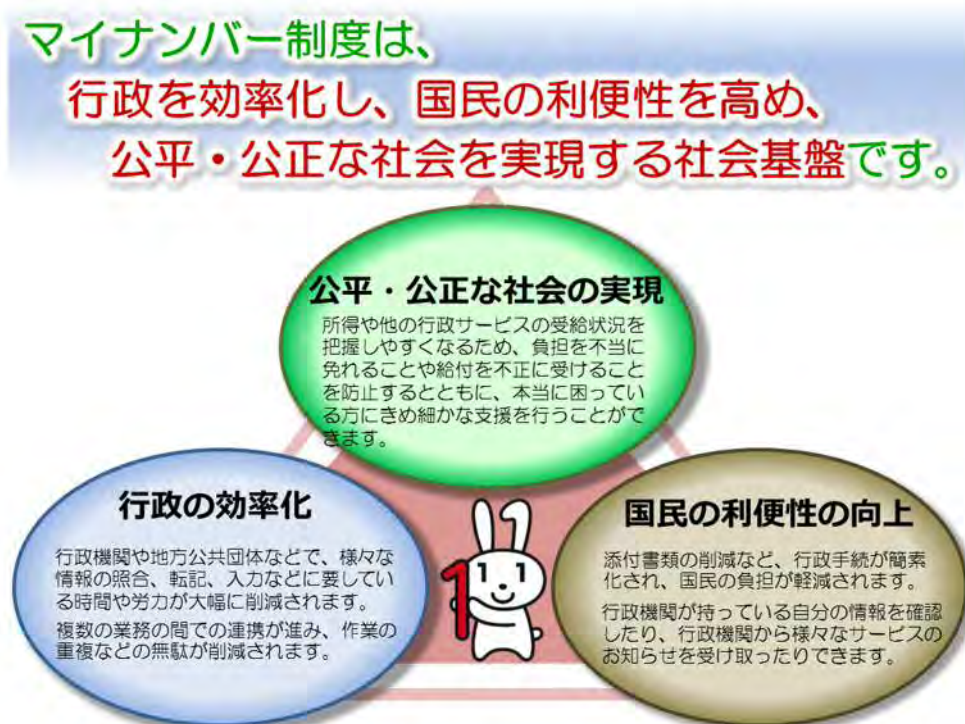 マイナンバー制度は、
行政を効率化し、国民の利便性を高め、
公平・公正な社会を実現する社会基盤です。
公平・公正な社会の実現
所得や他の行政サービスの受給状況を
把握しやすくなるため、負担を不当に
免れることや給付を不正に受けること
を防止するとともに、本当に困ってい
る方にきめ細かな支援を行うことがで
きます。
行政の効率化
行政機関や地方公共団体などで、様々な
情報の照合、転記、入力などに要してい
る時間や労力が大幅に削減されます。
複数の業務の間での連携が進み、作業の
重複などの無駄が削減されます。
1
国民の利便性の向上
添付書類の削減など、行政手続が簡素
化され、国民の負担が軽減されます。
行政機関が持っている自分の情報を確認
したり、行政機関から様々なサービスの
お知らせを受け取ったりできます。